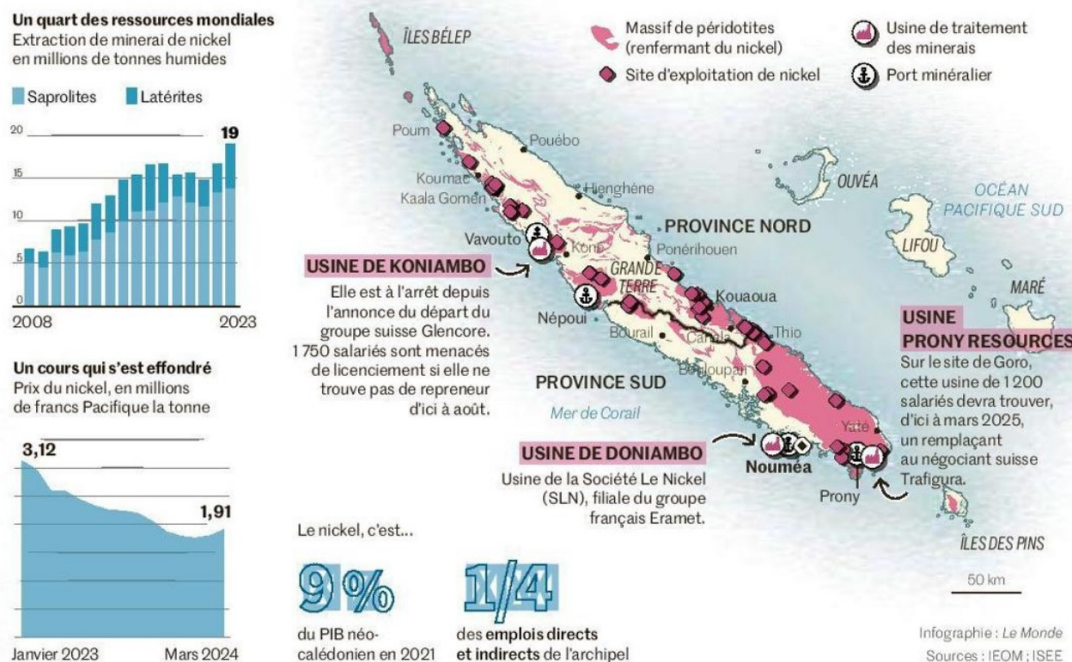 Un quart des ressources mondiales
Extraction de minerai de nickel
en millions de tonnes humides
Saprolites
Latérites
20
19
15
10
5
0
2008
2023
Un cours qui s'est effondré
Prix du nickel, en millions
de francs Pacifique la tonne
3,12
1,91
Janvier 2023
Mars 2024
Massif de péridotites
(renfermant du nickel)
Site d'exploitation de nickel
Usine de traitement
des minerais
Port minéralier
ÎLES BÉLEP
Poum
Pouébo
Koumac
Kaala Gomén
Hienghène
OUVÉA
OCÉAN
PACIFIQUE SUD
PROVINCE NORD
LIFOU
Vavouto
Koné
Ponérihouen
USINE DE KONIAMBO
Elle est à l'arrêt depuis
l'annonce du départ du
groupe suisse Glencore.
1 750 salariés sont menacés
de licenciement si elle ne
trouve pas de repreneur
d'ici à août.
GRANDE
TERRE
MARÉ
Kouaoua
Népoui
Bourail
Canala
Thio
Bouloupari
PROVINCE SUD
Mer de Corail
USINE
PRONY RESOURCES
Sur le site de Goro,
cette usine de 1 200
salariés devra trouver,
d'ici à mars 2025,
un remplaçant
au négociant suisse
Trafigura.
Yaté
USINE DE DONIAMBO
Usine de la Société Le Nickel
(SLN), filiale du groupe
français Eramet.
Nouméa
Prony
ÎLES DES PINS
50 km
Le nickel, c'est...
9 %
du PIB néo-
calédonien en 2021
1/4
des emplois directs
et indirects de l'archipel
Infographie : Le Monde
Sources : IEOM ; ISEE